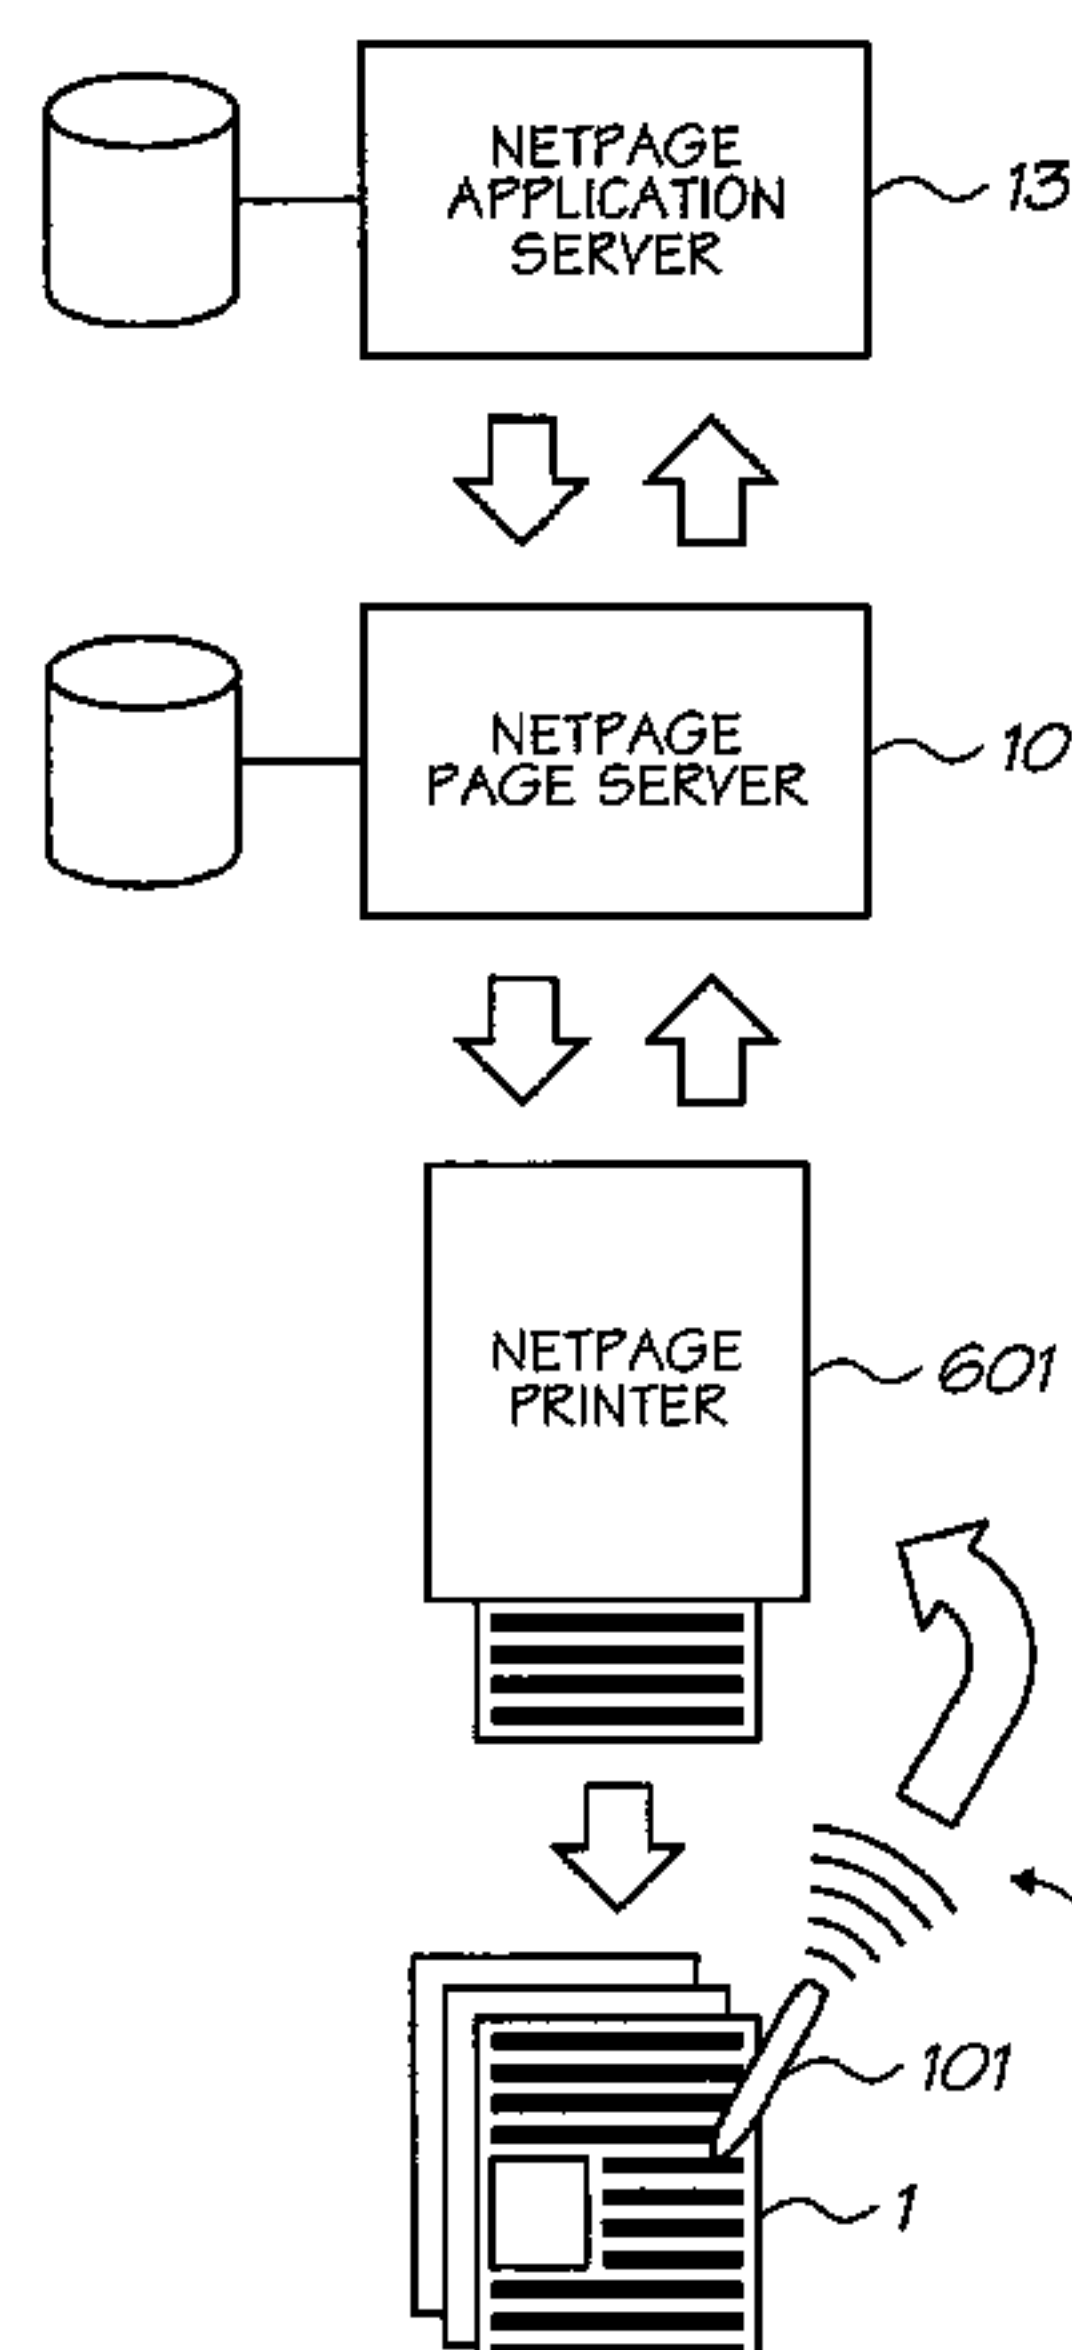 NETPAGE
APPLICATION
SERVER
13
NETPAGE
PAGE SERVER
10
NETPAGE
PRINTER
601
101
1